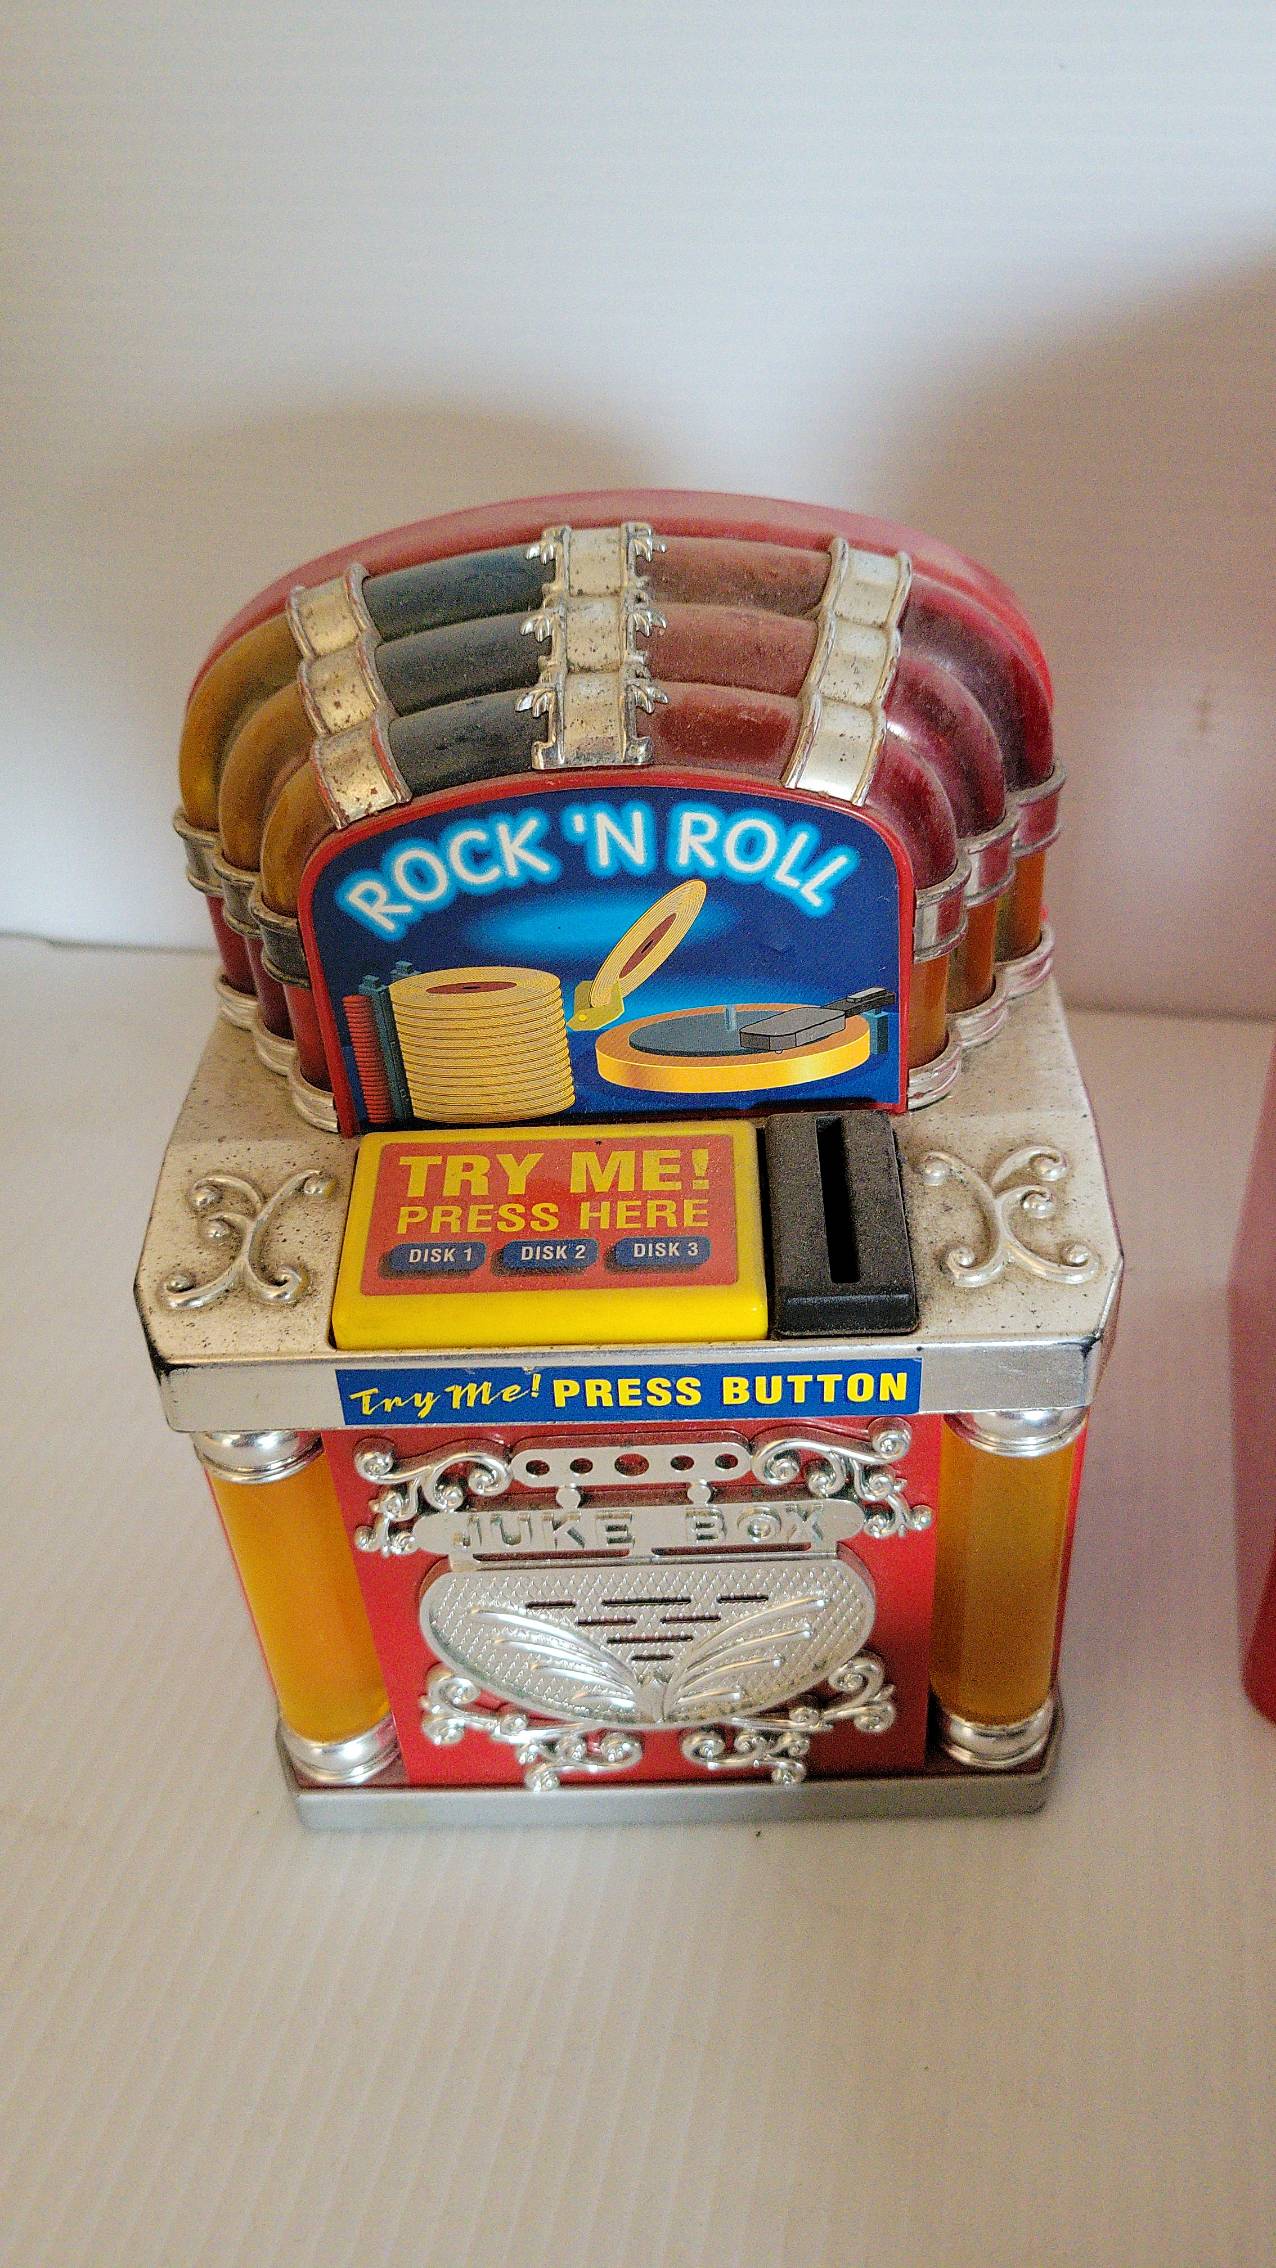 ROCK 'N ROLL
TRY ME!
PRESS HERE
DISK 1 DISK 2 DISK 3
Try Me! PRESS BUTTON
JUKE BOX